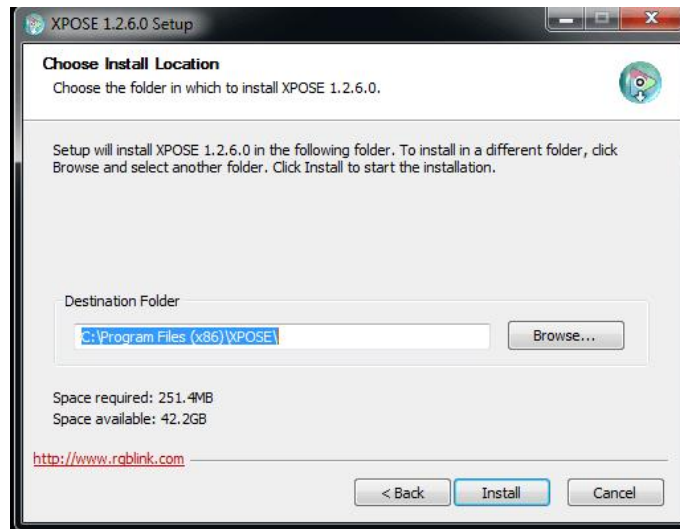 XPOSE 1.2.6.0 Setup
Choose Install Location
Choose the folder in which to install XPOSE 1.2.6.0.
Setup will install XPOSE 1.2.6.0 in the following folder. To install in a different folder, click
Browse and select another folder. Click Install to start the installation.
Destination Folder
C:\Program Files (x86)\XPOSE\
Browse...
Space required: 251.4MB
Space available: 42.2GB
http://www.rgblink.com
< Back
Install
Cancel